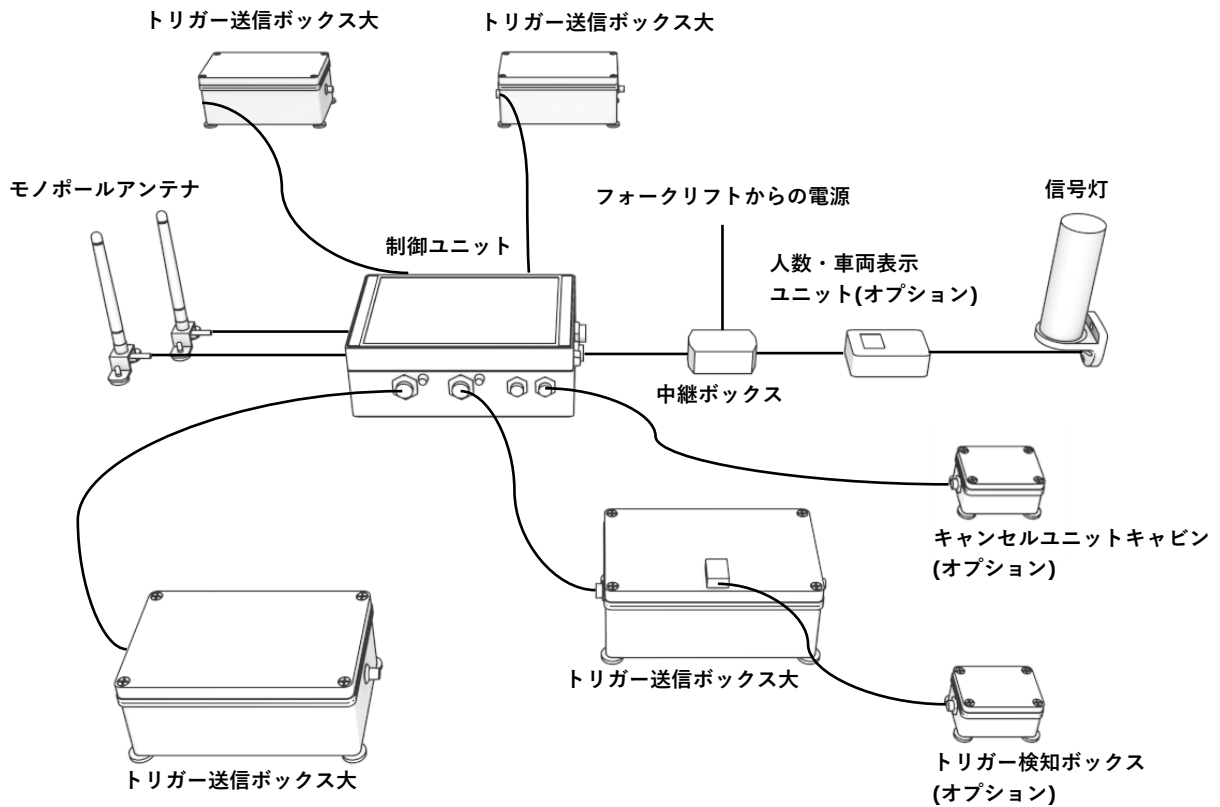 トリガー送信ボックス大
トリガー送信ボックス大
モノポールアンテナ
フォークリフトからの電源
信号灯
制御ユニット
人数・車両表示
ユニット(オプション)
中継ボックス
キャンセルユニットキャビン
(オプション)
トリガー送信ボックス大
トリガー検知ボックス
(オプション)
トリガー送信ボックス大